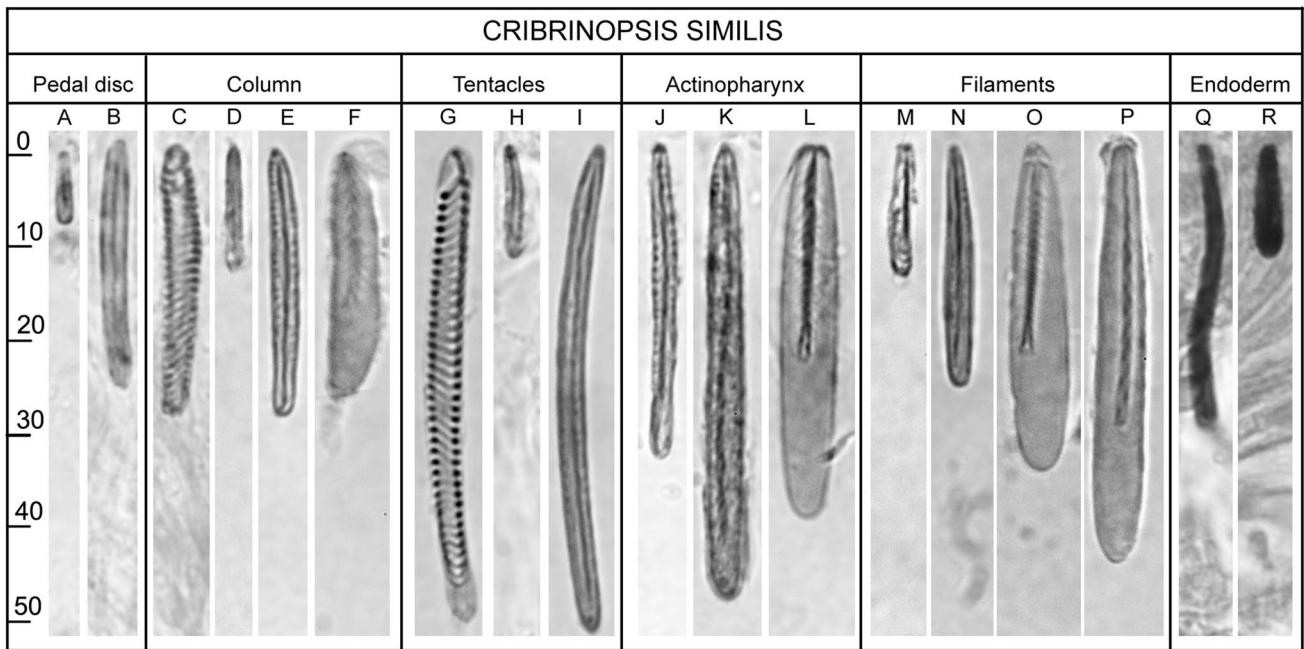 CRIBRINOPSIS SIMILIS
Pedal disc Column Tentacles Actinopharynx Filaments Endoderm
A B C D E F G H I J K L M N O P Q R
0
10
20
30
40
50